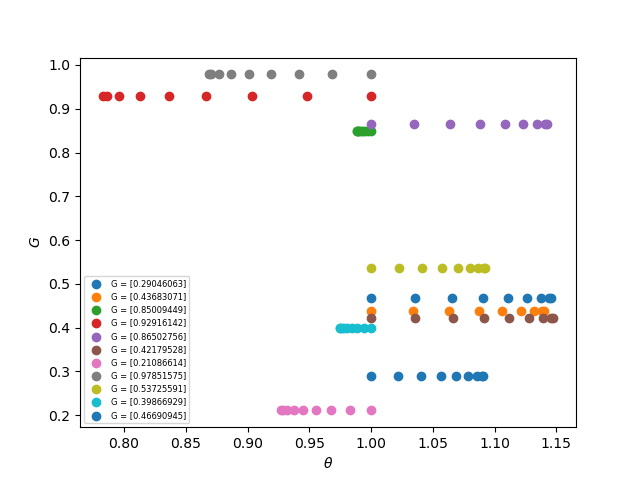 1.0
0.9
0.8
0.7
0.6
0.5
0.4
0.3
0.2
G
G = [0.29046063]
G = [0.43683071]
G = [0.85009449]
G = [0.92916142]
G = [0.86502756]
G = [0.42179528]
G = [0.21086614]
G = [0.97851575]
G = [0.53725591]
G = [0.39866929]
G = [0.46690945]
0.80 0.85 0.90 0.95 1.00 1.05 1.10 1.15
θ